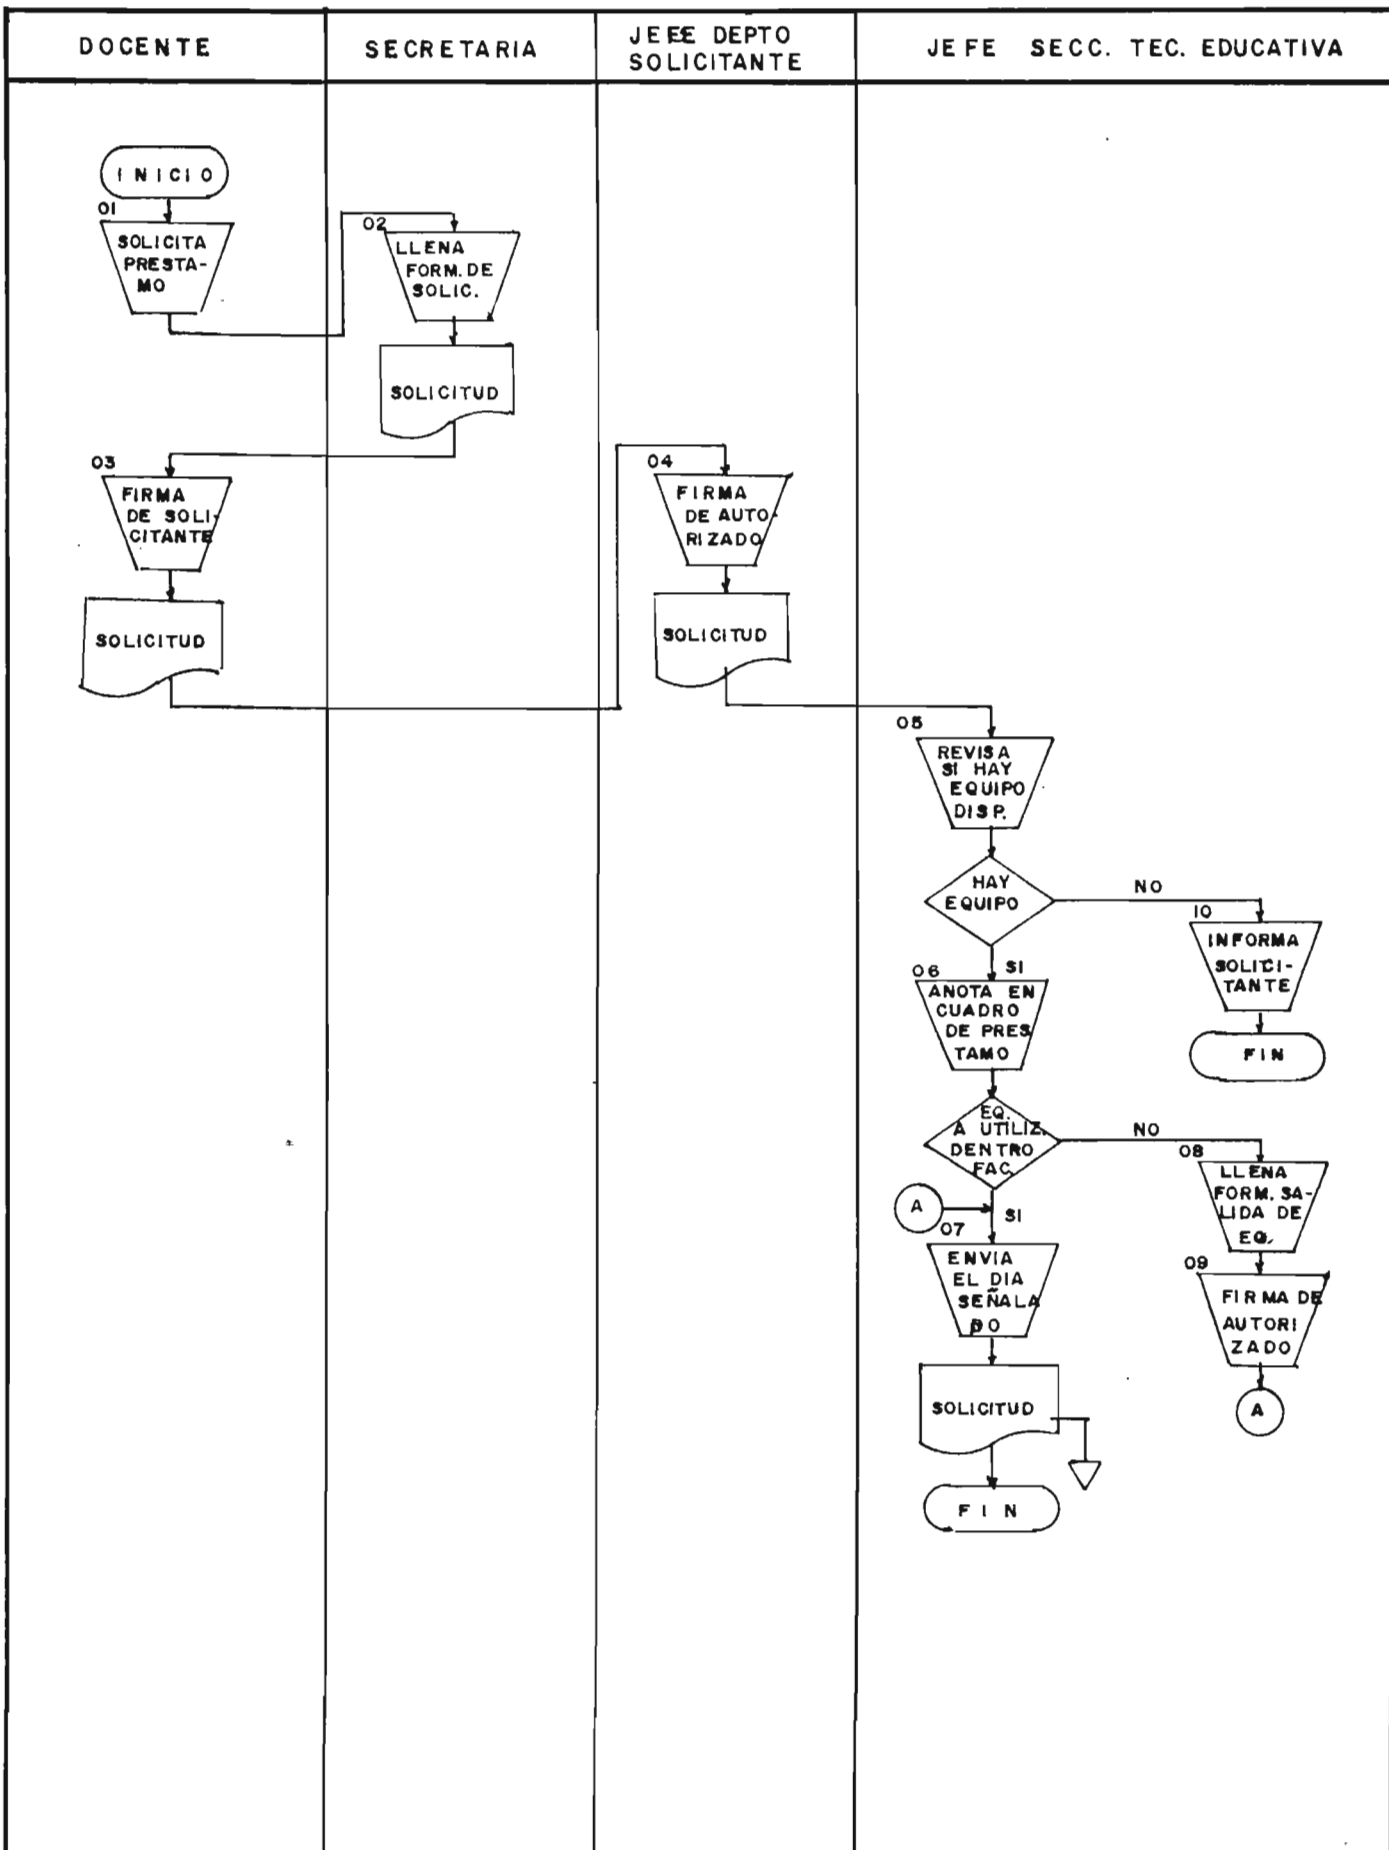 DOCENTE
SECRETARIA
JEFE DEPTO
SOLICITANTE
JEFE SECC. TEC. EDUCATIVA
INICIO
01
SOLICITA
PRESTA-
MO
02
LLENA
FORM. DE
SOLIC.
SOLICITUD
03
FIRMA
DE SOLI-
CITANTE
SOLICITUD
04
FIRMA
DE AUTO-
RIZADO
SOLICITUD
05
REVISA
SI HAY
EQUIPO
DISP.
HAY
EQUIPO
NO
10
INFORMA
SOLICI-
TANTE
FIN
SI
06
ANOTA EN
CUADRO
DE PRES
TAMO
EQ.
A UTILIZ.
DENTRO
FAC.
NO
08
LLENA
FORM. SA-
LIDA DE
EQ.
09
FIRMA DE
AUTORI
ZADO
A
A
SI
07
ENVIA
EL DIA
SEÑALA
DO
SOLICITUD
FIN